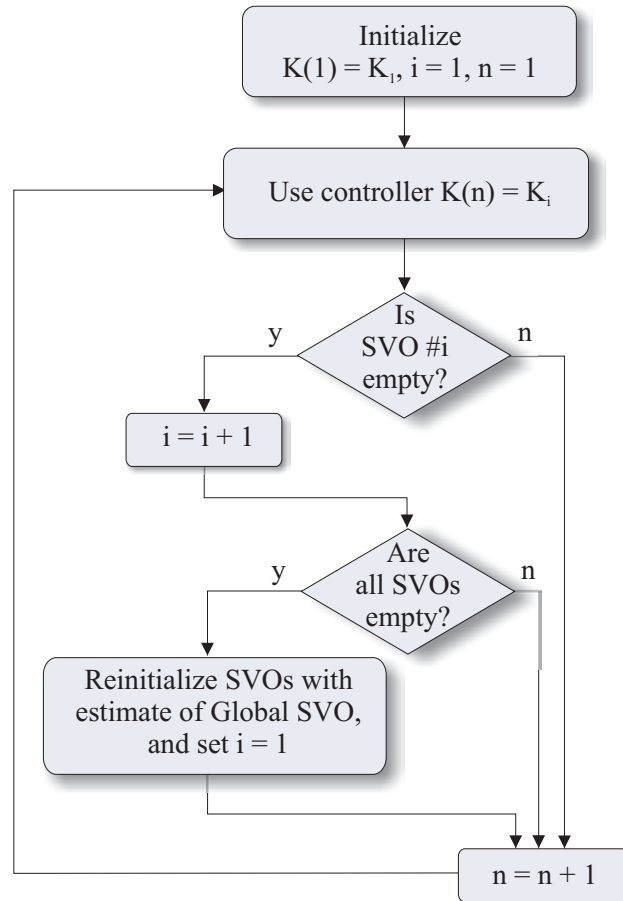 Initialize
K(1) = K₁, i = 1, n = 1
Use controller K(n) = Kᵢ
y
Is
SVO #i
empty?
n
i = i + 1
y
Are
all SVOs
empty?
n
Reinitialize SVOs with
estimate of Global SVO,
and set i = 1
n = n + 1